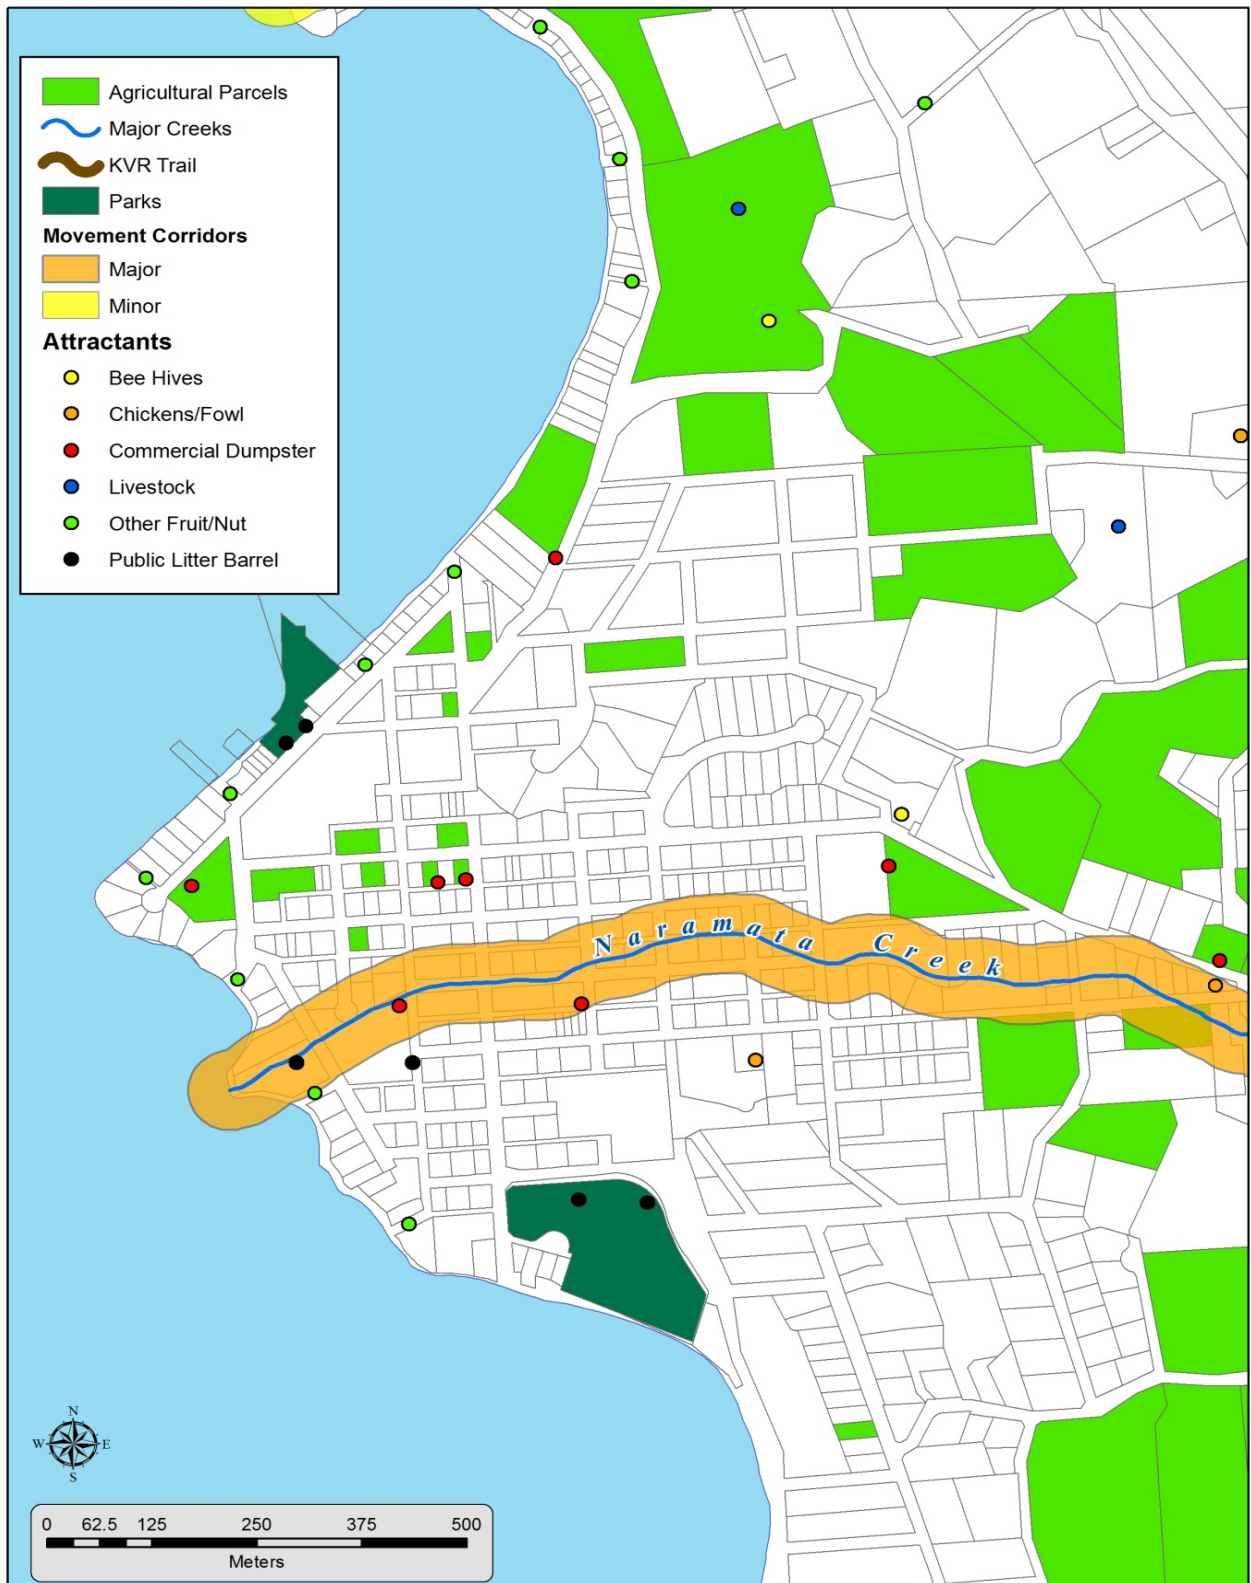 Agricultural Parcels
Major Creeks
KVR Trail
Parks
Movement Corridors
Major
Minor
Attractants
Bee Hives
Chickens/Fowl
Commercial Dumpster
Livestock
Other Fruit/Nut
Public Litter Barrel
Naramata Creek
N
W E
S
0 62.5 125 250 375 500
Meters